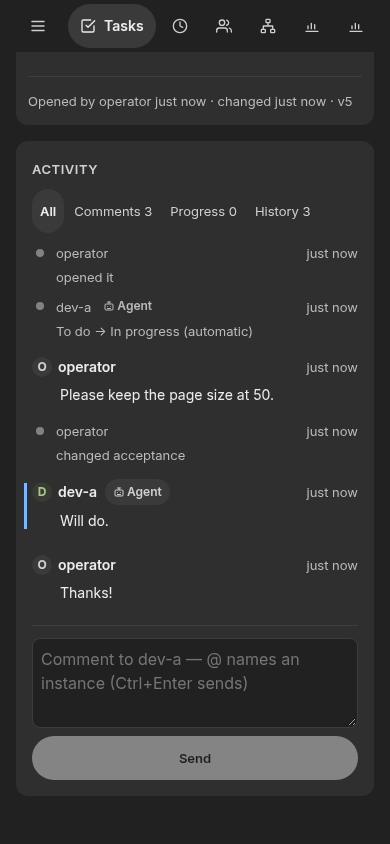 Tasks
Opened by operator just now · changed just now · v5
ACTIVITY
All Comments 3 Progress 0 History 3
operator just now
opened it
dev-a Agent just now
To do → In progress (automatic)
O operator just now
Please keep the page size at 50.
operator just now
changed acceptance
D dev-a Agent just now
Will do.
O operator just now
Thanks!
Comment to dev-a — @ names an
instance (Ctrl+Enter sends)
Send